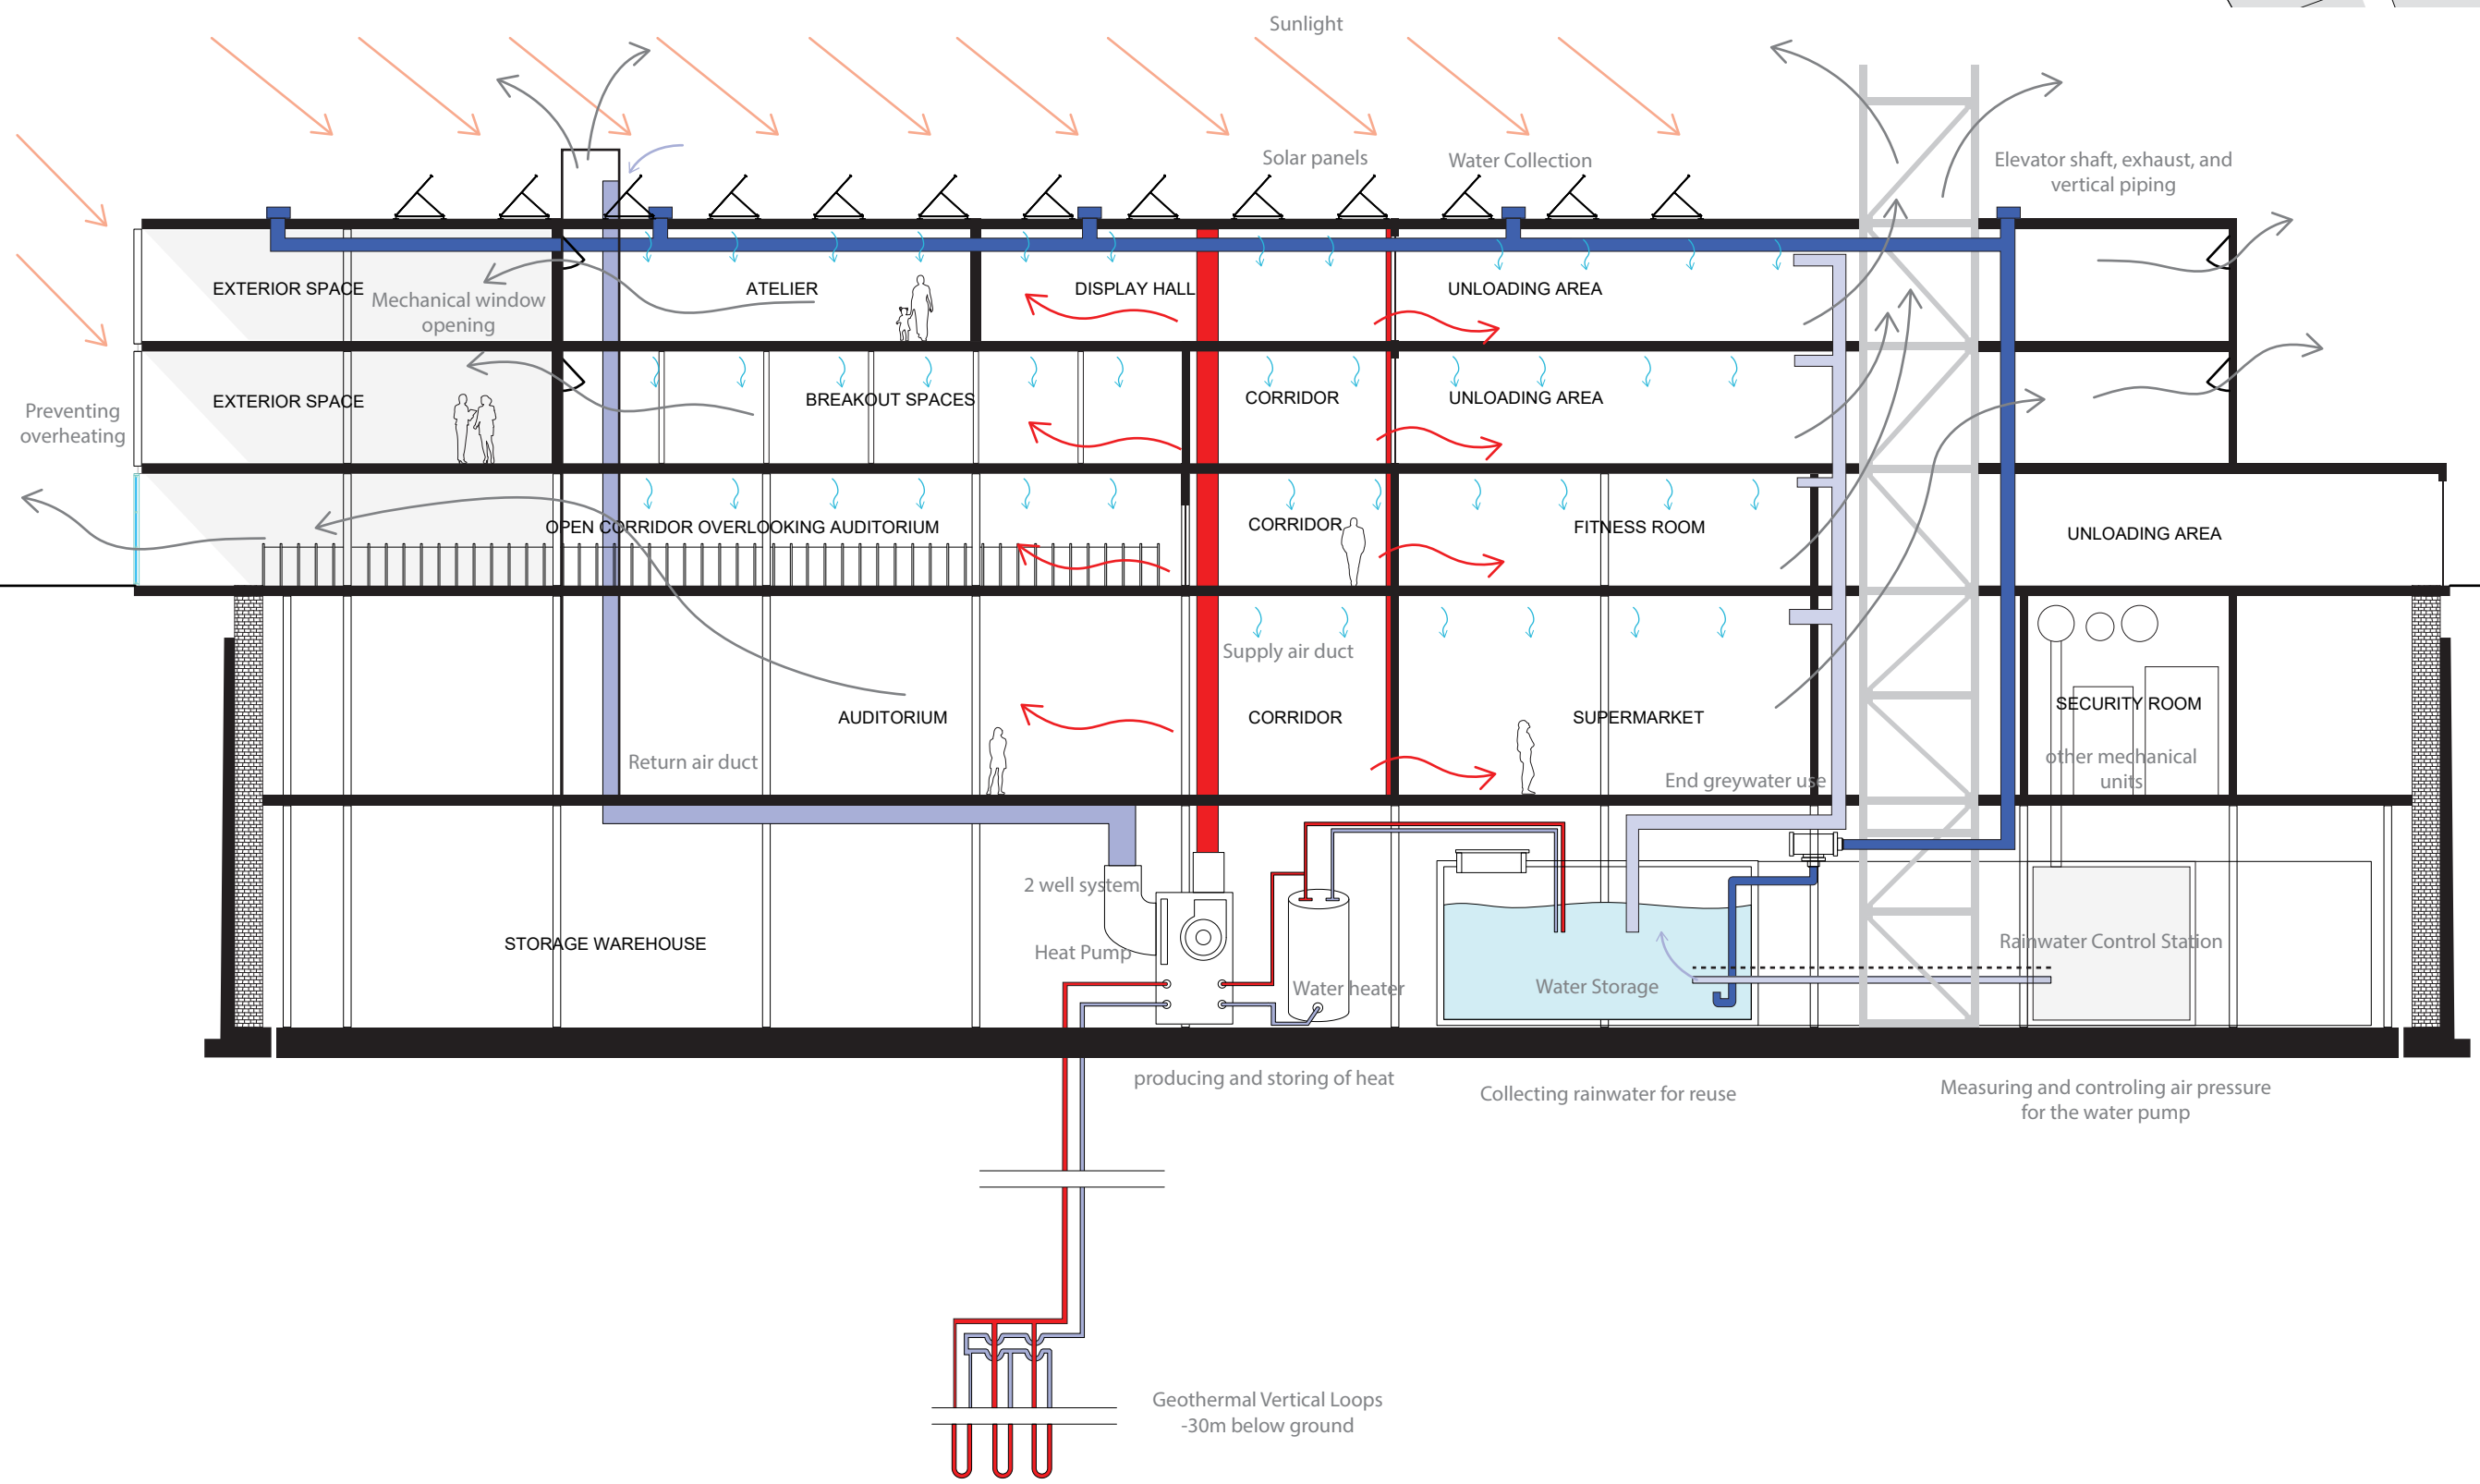 Sunlight
Solar panels
Water Collection
Elevator shaft, exhaust, and
vertical piping
EXTERIOR SPACE
Mechanical window
opening
ATELIER
DISPLAY HALL
UNLOADING AREA
Preventing
overheating
EXTERIOR SPACE
BREAKOUT SPACES
CORRIDOR
UNLOADING AREA
OPEN CORRIDOR OVERLOOKING AUDITORIUM
CORRIDOR
FITNESS ROOM
UNLOADING AREA
Supply air duct
AUDITORIUM
CORRIDOR
SUPERMARKET
SECURITY ROOM
Return air duct
End greywater use
other mechanical
units
2 well system
STORAGE WAREHOUSE
Heat Pump
Water heater
Water Storage
Rainwater Control Station
producing and storing of heat
Collecting rainwater for reuse
Measuring and controling air pressure
for the water pump
Geothermal Vertical Loops
-30m below ground